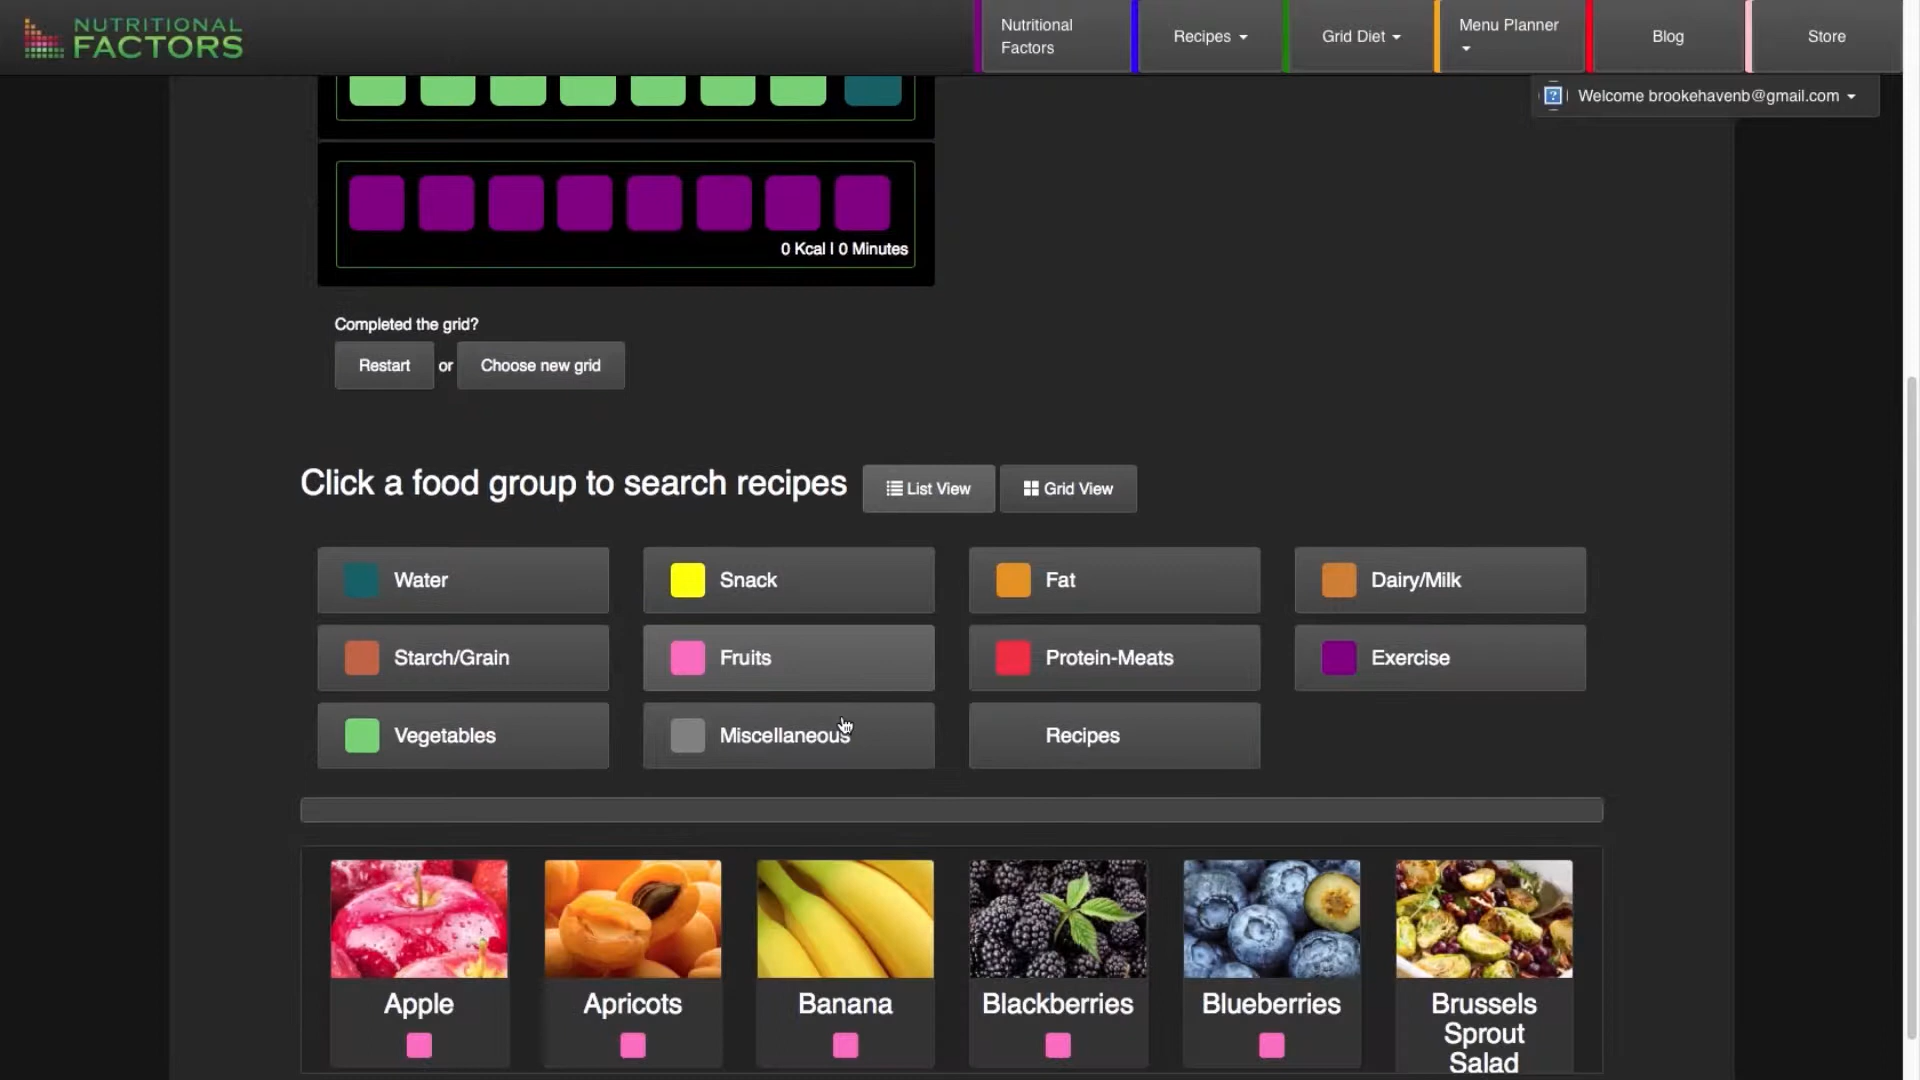 NUTRITIONAL
FACTORS
Nutritional
Factors
Recipes
Grid Diet
Menu Planner
Blog
Store
Welcome brookehavenb@gmail.com
0 Kcal | 0 Minutes
Completed the grid?
Restart or Choose new grid
Click a food group to search recipes
List View
Grid View
Water
Snack
Fat
Dairy/Milk
Starch/Grain
Fruits
Protein-Meats
Exercise
Vegetables
Miscellaneous
Recipes
Apple
Apricots
Banana
Blackberries
Blueberries
Brussels
Sprout
Salad